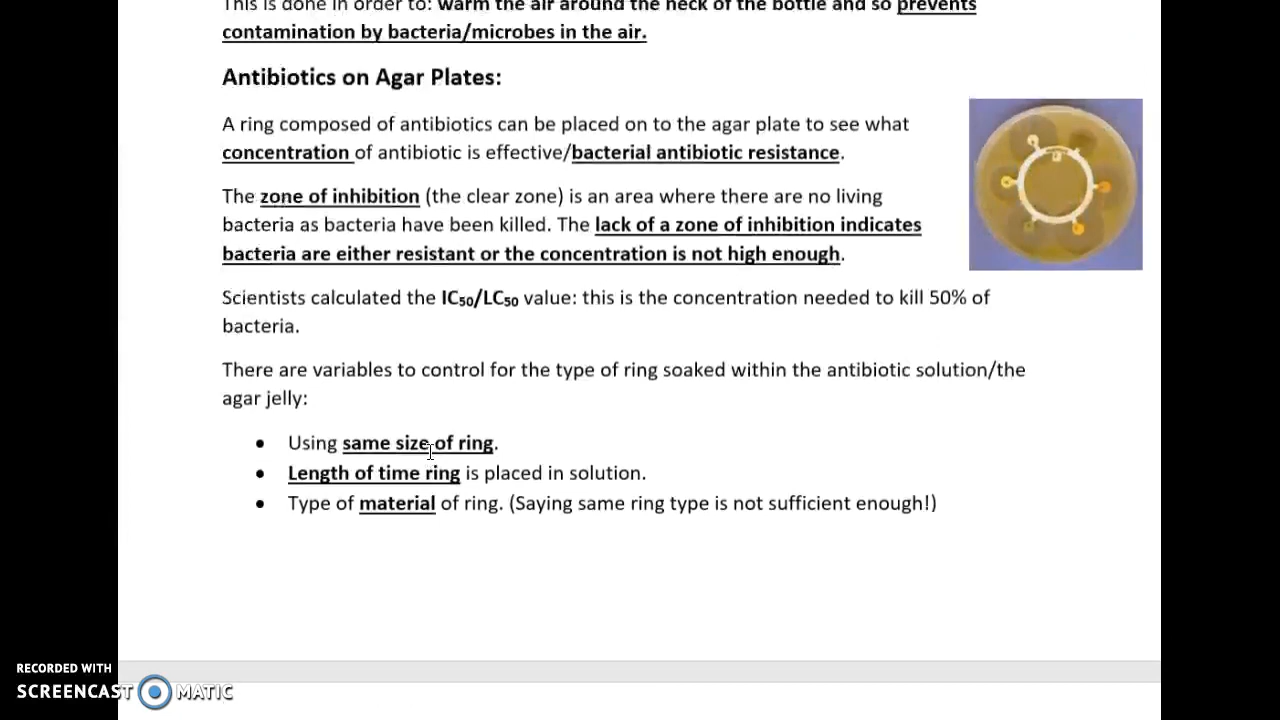 This is done in order to: warm the air around the neck of the bottle and so prevents
contamination by bacteria/microbes in the air.
Antibiotics on Agar Plates:
A ring composed of antibiotics can be placed on to the agar plate to see what
concentration of antibiotic is effective/bacterial antibiotic resistance.
The zone of inhibition (the clear zone) is an area where there are no living
bacteria as bacteria have been killed. The lack of a zone of inhibition indicates
bacteria are either resistant or the concentration is not high enough.
Scientists calculated the IC₅₀/LC₅₀ value: this is the concentration needed to kill 50% of
bacteria.
There are variables to control for the type of ring soaked within the antibiotic solution/the
agar jelly:
• Using same size of ring.
• Length of time ring is placed in solution.
• Type of material of ring. (Saying same ring type is not sufficient enough!)
RECORDED WITH
SCREENCAST MATIC